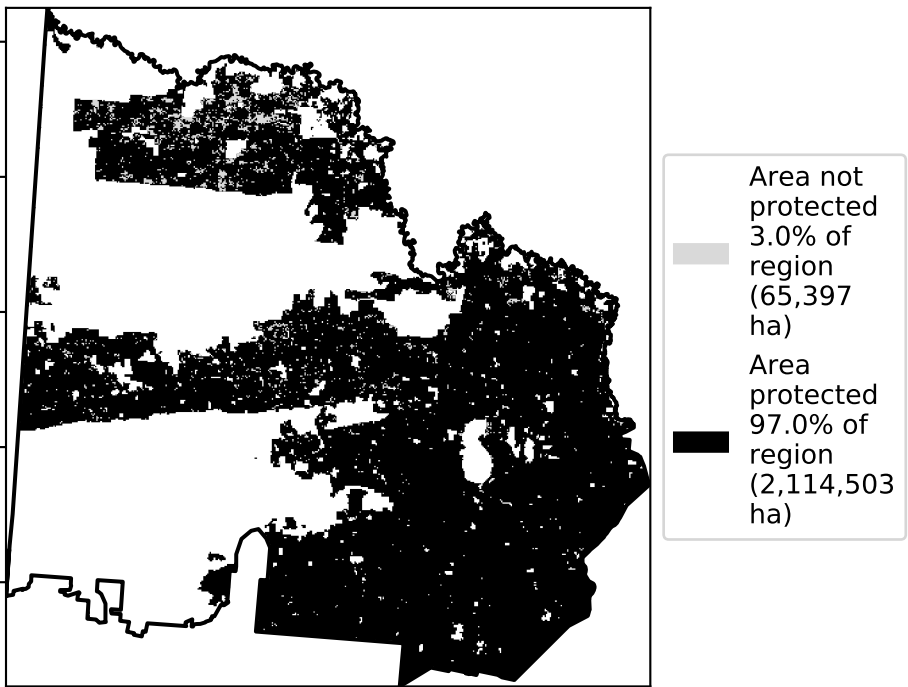 Area not
protected
3.0% of
region
(65,397
ha)
Area
protected
97.0% of
region
(2,114,503
ha)